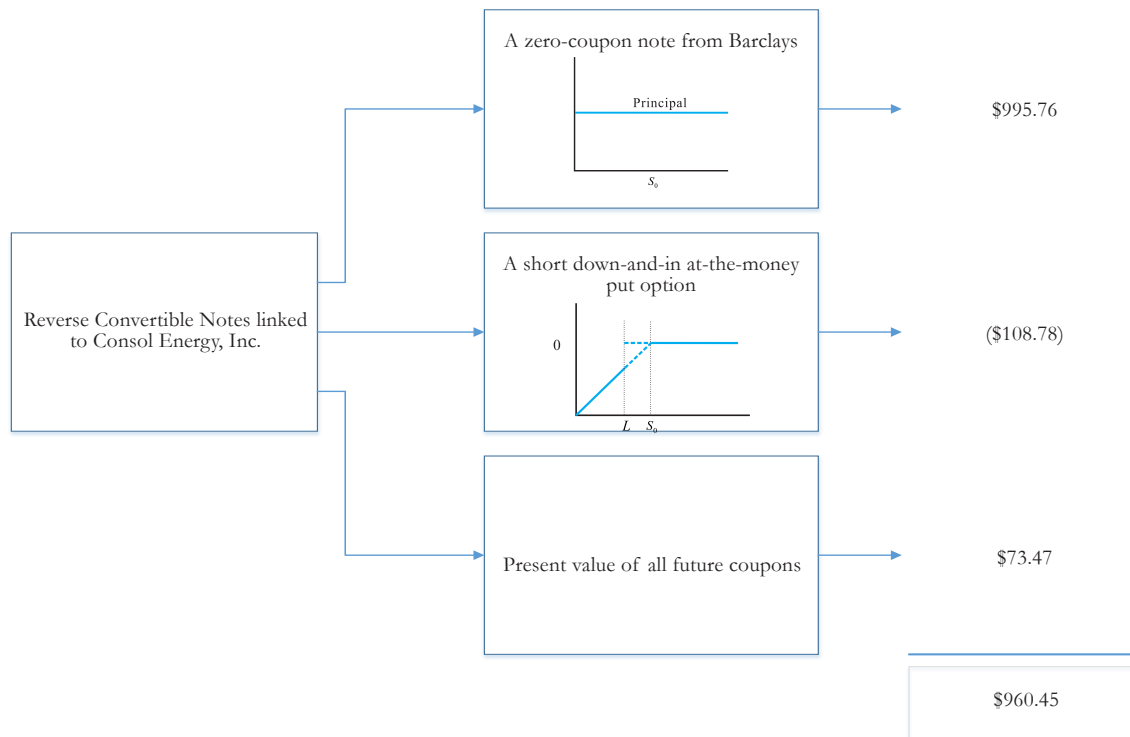 A zero-coupon note from Barclays
Principal
S₀
$995.76
Reverse Convertible Notes linked
to Consol Energy, Inc.
A short down-and-in at-the-money
put option
0
L S₀
($108.78)
Present value of all future coupons
$73.47
$960.45